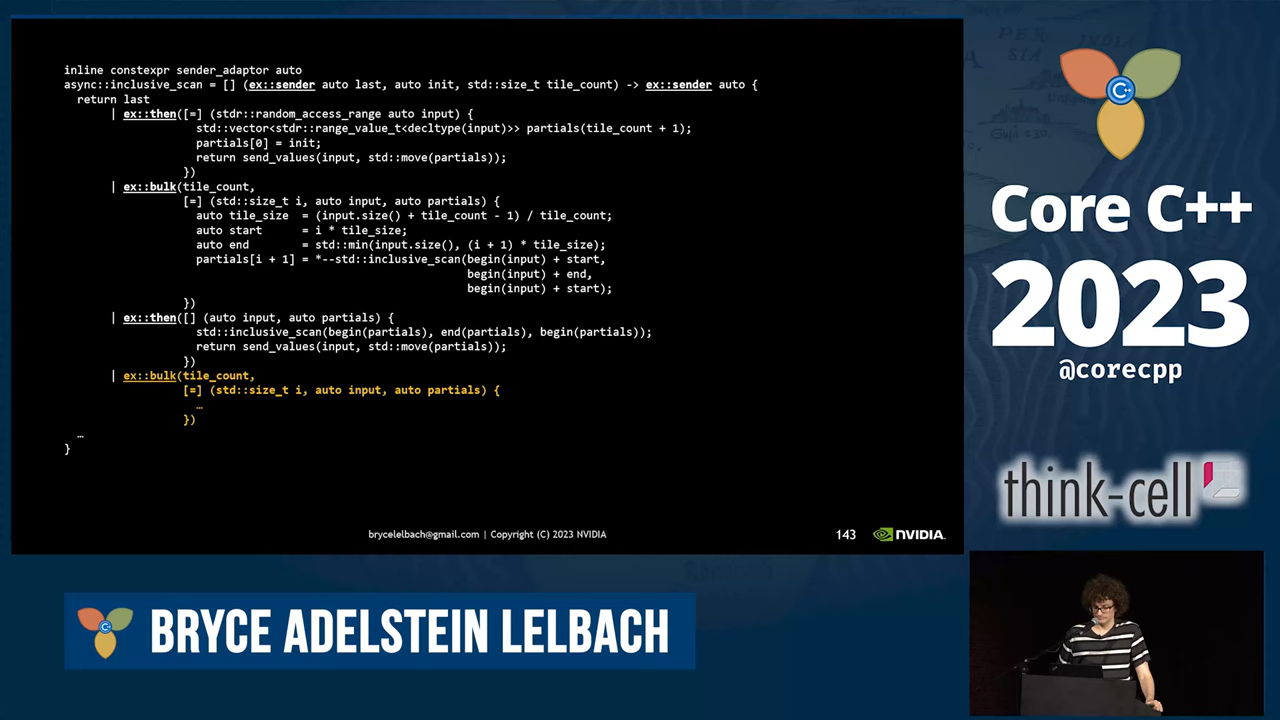 inline constexpr sender_adaptor auto
async::inclusive_scan = [] (ex::sender auto last, auto init, std::size_t tile_count) -> ex::sender auto {
  return last
       | ex::then([=] (stdr::random_access_range auto input) {
                    std::vector<stdr::range_value_t<decltype(input)>> partials(tile_count + 1);
                    partials[0] = init;
                    return send_values(input, std::move(partials));
                  })
       | ex::bulk(tile_count,
                  [=] (std::size_t i, auto input, auto partials) {
                    auto tile_size  = (input.size() + tile_count - 1) / tile_count;
                    auto start      = i * tile_size;
                    auto end        = std::min(input.size(), (i + 1) * tile_size);
                    partials[i + 1] = *--std::inclusive_scan(begin(input) + start,
                                                             begin(input) + end,
                                                             begin(input) + start);
                  })
       | ex::then([] (auto input, auto partials) {
                    std::inclusive_scan(begin(partials), end(partials), begin(partials));
                    return send_values(input, std::move(partials));
                  })
       | ex::bulk(tile_count,
                  [=] (std::size_t i, auto input, auto partials) {
                    …
                  })
  …
}
brycelelbach@gmail.com | Copyright (C) 2023 NVIDIA
143
NVIDIA.
C++
Core C++
2023
@corecpp
think-cell
C++
BRYCE ADELSTEIN LELBACH